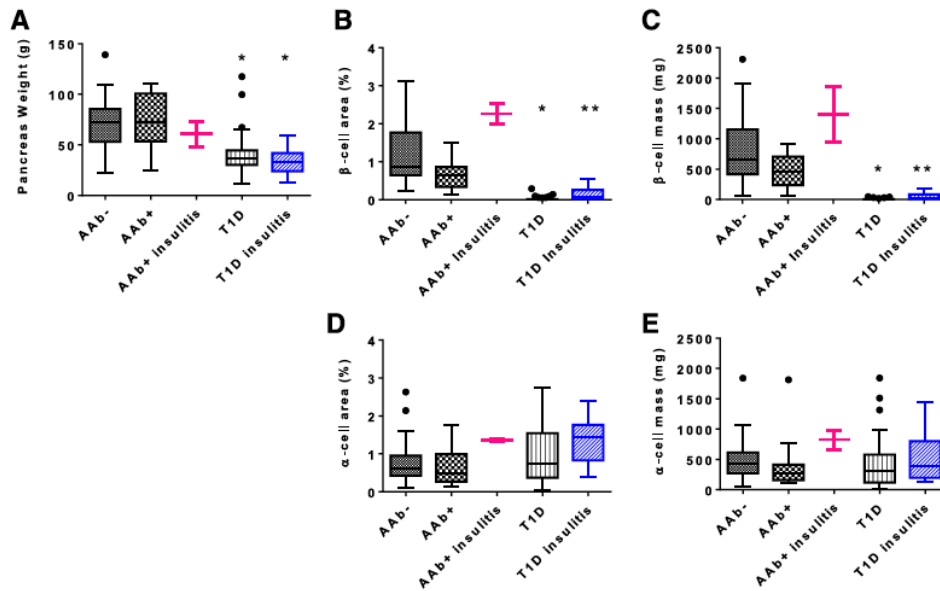 A
Pancreas Weight (g)
150
100
50
0
* *
AAb-
AAb+
AAb+ insulitis
T1D
T1D insulitis
B
β-cell area (%)
4
3
2
1
0
* **
AAb-
AAb+
AAb+ insulitis
T1D
T1D insulitis
C
β-cell mass (mg)
2500
2000
1500
1000
500
0
* **
AAb-
AAb+
AAb+ insulitis
T1D
T1D insulitis
D
α-cell area (%)
4
3
2
1
0
AAb-
AAb+
AAb+ insulitis
T1D
T1D insulitis
E
α-cell mass (mg)
2500
2000
1500
1000
500
0
AAb-
AAb+
AAb+ insulitis
T1D
T1D insulitis